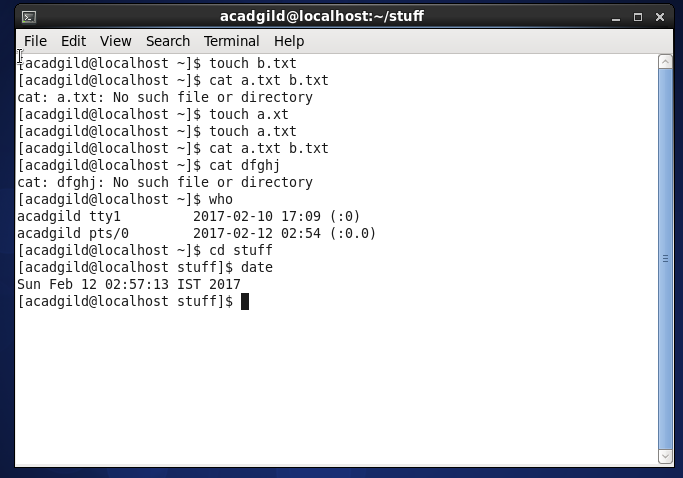 acadgild@localhost:~/stuff
File Edit View Search Terminal Help
[acadgild@localhost ~]$ touch b.txt
[acadgild@localhost ~]$ cat a.txt b.txt
cat: a.txt: No such file or directory
[acadgild@localhost ~]$ touch a.xt
[acadgild@localhost ~]$ touch a.txt
[acadgild@localhost ~]$ cat a.txt b.txt
[acadgild@localhost ~]$ cat dfghj
cat: dfghj: No such file or directory
[acadgild@localhost ~]$ who
acadgild tty1         2017-02-10 17:09 (:0)
acadgild pts/0        2017-02-12 02:54 (:0.0)
[acadgild@localhost ~]$ cd stuff
[acadgild@localhost stuff]$ date
Sun Feb 12 02:57:13 IST 2017
[acadgild@localhost stuff]$